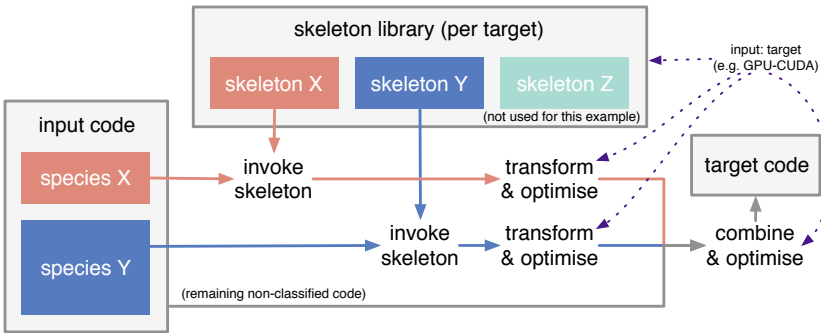 skeleton library (per target)
skeleton X
skeleton Y
skeleton Z
(not used for this example)
input: target
(e.g. GPU-CUDA)
input code
species X
species Y
invoke
skeleton
transform
& optimise
invoke
skeleton
transform
& optimise
combine
& optimise
target code
(remaining non-classified code)